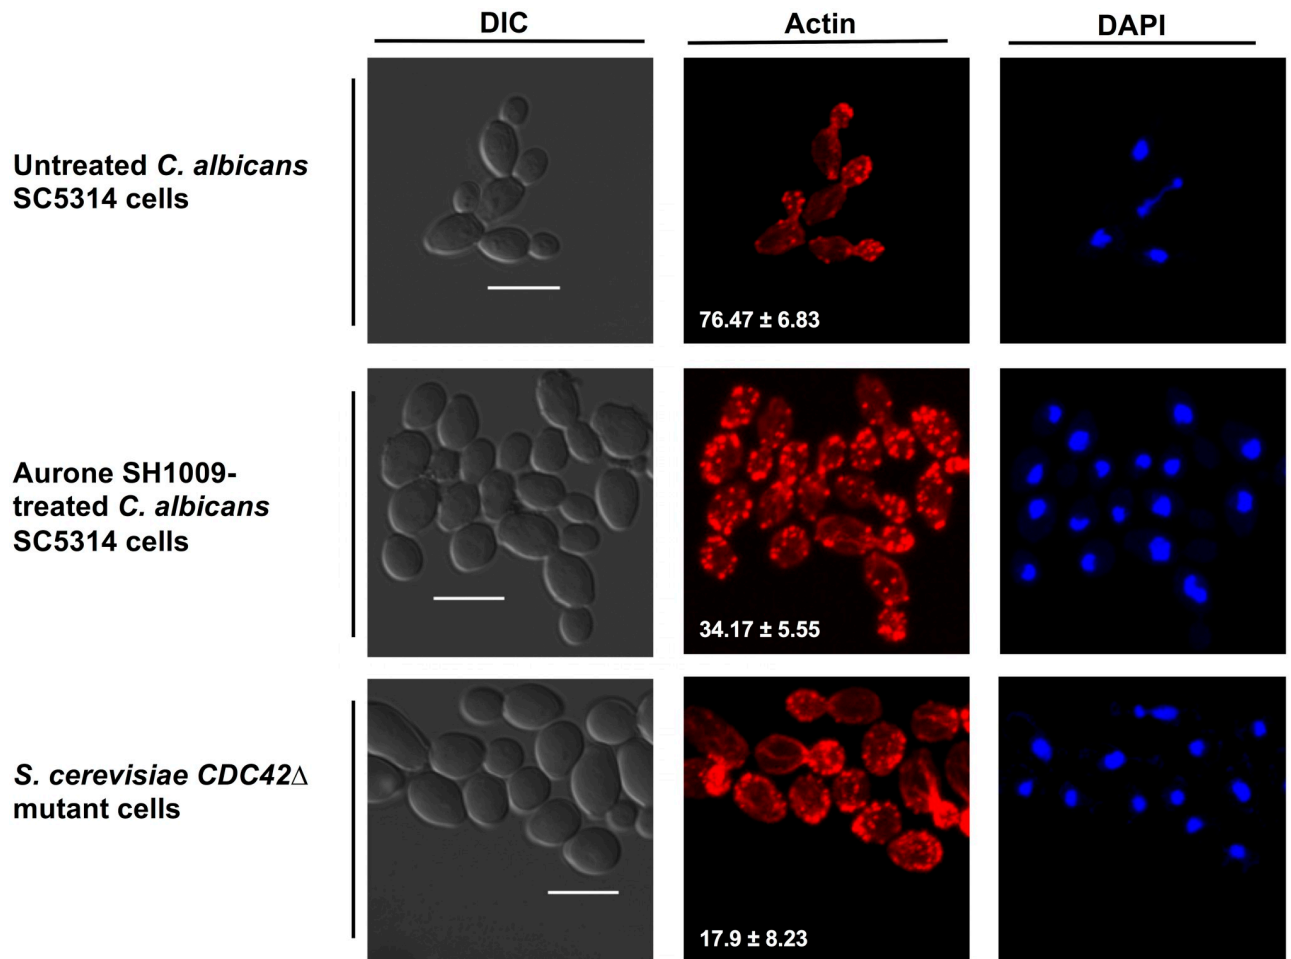 DIC
Actin
DAPI
Untreated C. albicans
SC5314 cells
76.47 ± 6.83
Aurone SH1009-
treated C. albicans
SC5314 cells
34.17 ± 5.55
S. cerevisiae CDC42∆
mutant cells
17.9 ± 8.23